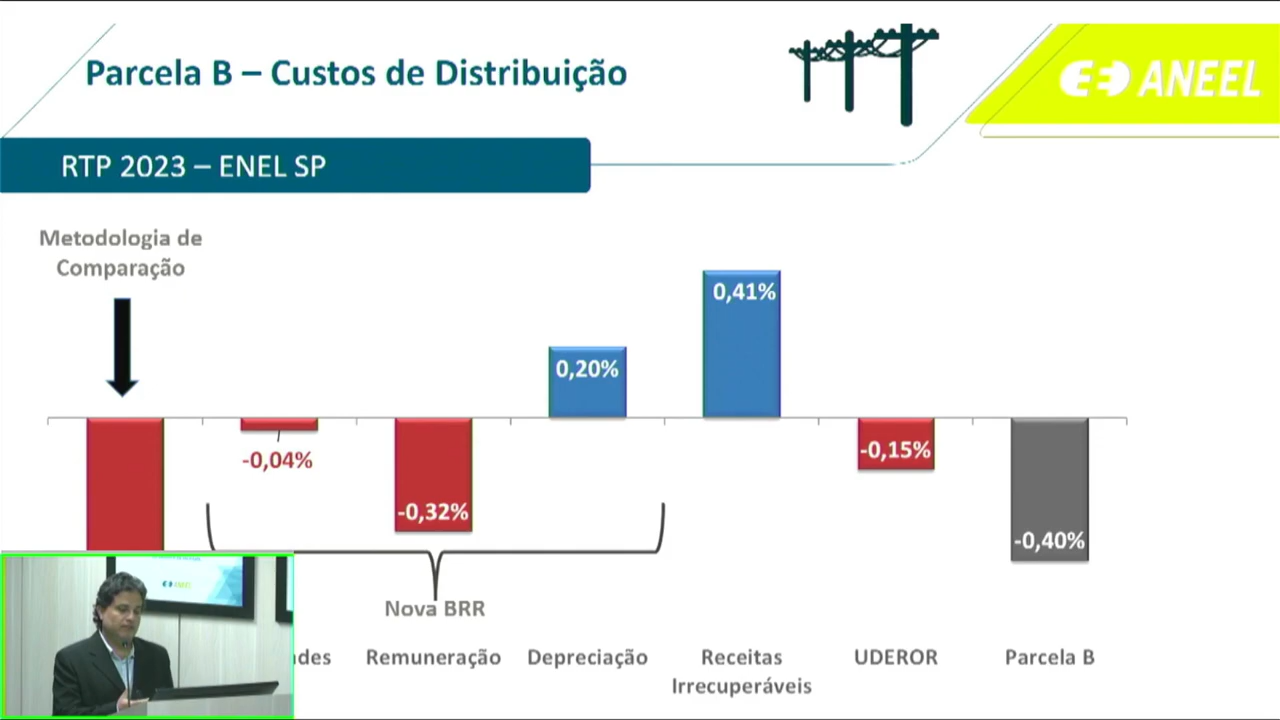 Parcela B – Custos de Distribuição
ANEEL
RTP 2023 – ENEL SP
Metodologia de
Comparação
0,41%
0,20%
-0,04%
-0,15%
-0,32%
-0,40%
Nova BRR
Remuneração
Depreciação
Receitas
Irrecuperáveis
UDEROR
Parcela B
ANEEL